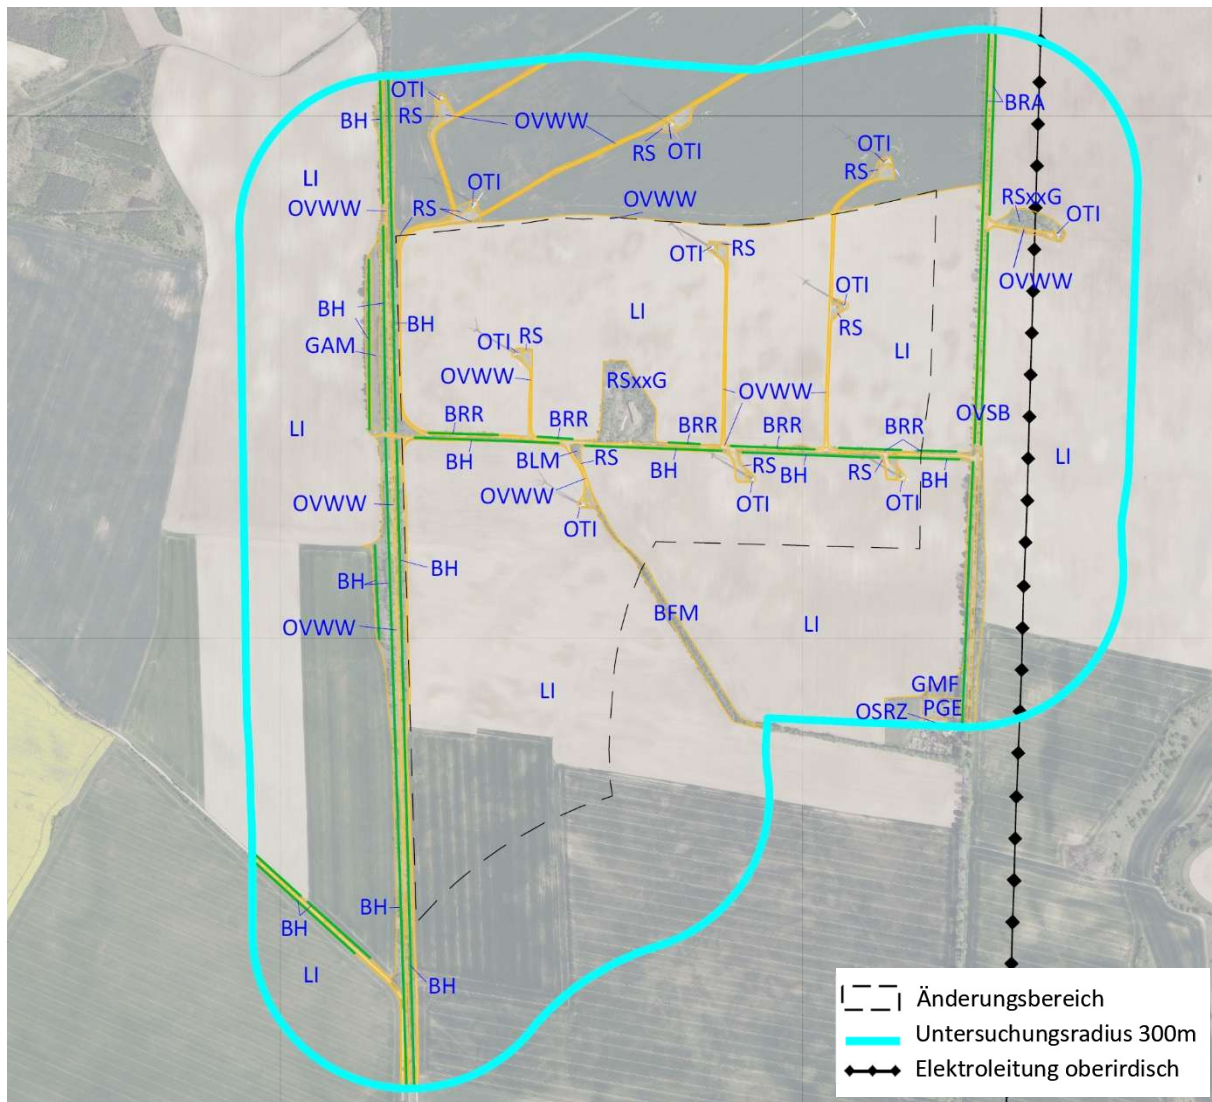 OTI
BRA
BH
RS
OVWW
RS
OTI
OTI
RS
LI
OTI
RSxxG
OVWW
RS
OVWW
OTI
OTI
RS
OVWW
OTI
BH
LI
BH
RS
GAM
OTI
RS
LI
OVWW
RSxxG
OVWW
BRR
BRR
BRR
BRR
BRR
OVSB
LI
BH
BLM
RS
BH
RS
BH
RS
BH
LI
OVWW
OVWW
OTI
OTI
OTI
BH
BH
OVWW
BFM
LI
LI
GMF
OSRZ
PGE
BH
BH
LI
BH
Änderungsbereich
Untersuchungsradius 300m
Elektroleitung oberirdisch